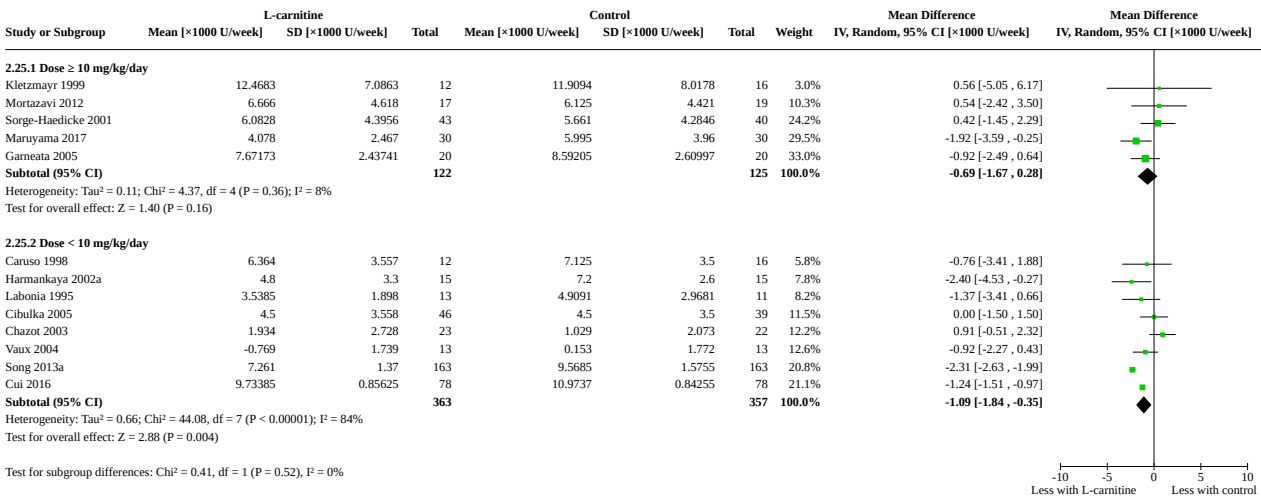 L-carnitine Control Mean Difference Mean Difference
Study or Subgroup Mean [×1000 U/week] SD [×1000 U/week] Total Mean [×1000 U/week] SD [×1000 U/week] Total Weight IV, Random, 95% CI [×1000 U/week] IV, Random, 95% CI [×1000 U/week]
2.25.1 Dose ≥ 10 mg/kg/day
Kletzmayr 1999 12.4683 7.0863 12 11.9094 8.0178 16 3.0% 0.56 [-5.05 , 6.17]
Mortazavi 2012 6.666 4.618 17 6.125 4.421 19 10.3% 0.54 [-2.42 , 3.50]
Sorge-Haedicke 2001 6.0828 4.3956 43 5.661 4.2846 40 24.2% 0.42 [-1.45 , 2.29]
Maruyama 2017 4.078 2.467 30 5.995 3.96 30 29.5% -1.92 [-3.59 , -0.25]
Garneata 2005 7.67173 2.43741 20 8.59205 2.60997 20 33.0% -0.92 [-2.49 , 0.64]
Subtotal (95% CI) 122 125 100.0% -0.69 [-1.67 , 0.28]
Heterogeneity: Tau² = 0.11; Chi² = 4.37, df = 4 (P = 0.36); I² = 8%
Test for overall effect: Z = 1.40 (P = 0.16)
2.25.2 Dose < 10 mg/kg/day
Caruso 1998 6.364 3.557 12 7.125 3.5 16 5.8% -0.76 [-3.41 , 1.88]
Harmankaya 2002a 4.8 3.3 15 7.2 2.6 15 7.8% -2.40 [-4.53 , -0.27]
Labonia 1995 3.5385 1.898 13 4.9091 2.9681 11 8.2% -1.37 [-3.41 , 0.66]
Cibulka 2005 4.5 3.558 46 4.5 3.5 39 11.5% 0.00 [-1.50 , 1.50]
Chazot 2003 1.934 2.728 23 1.029 2.073 22 12.1% 0.91 [-0.51 , 2.32]
Vaux 2004 -0.769 1.739 13 0.153 1.772 13 12.6% -0.92 [-2.27 , 0.43]
Song 2013a 7.261 1.37 163 9.5685 1.5755 163 20.8% -2.31 [-2.63 , -1.99]
Cui 2016 9.73385 0.85625 78 10.9737 0.84255 78 21.1% -1.24 [-1.51 , -0.97]
Subtotal (95% CI) 363 357 100.0% -1.09 [-1.84 , -0.35]
Heterogeneity: Tau² = 0.66; Chi² = 44.08, df = 7 (P < 0.00001); I² = 84%
Test for overall effect: Z = 2.88 (P = 0.004)
Test for subgroup differences: Chi² = 0.41, df = 1 (P = 0.52), I² = 0%
-10 -5 0 5 10
Less with L-carnitine Less with control